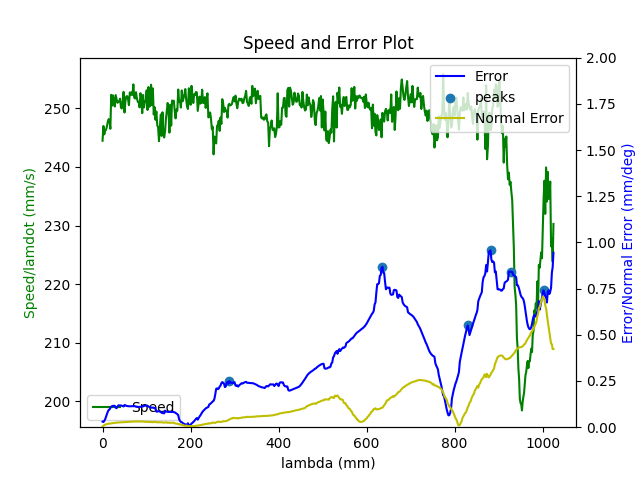 Speed and Error Plot
Error
peaks
Normal Error
Speed
250
240
230
220
210
200
2.00
1.75
1.50
1.25
1.00
0.75
0.50
0.25
0.00
0
200
400
600
800
1000
lambda (mm)
Speed/lamdot (mm/s)
Error/Normal Error (mm/deg)